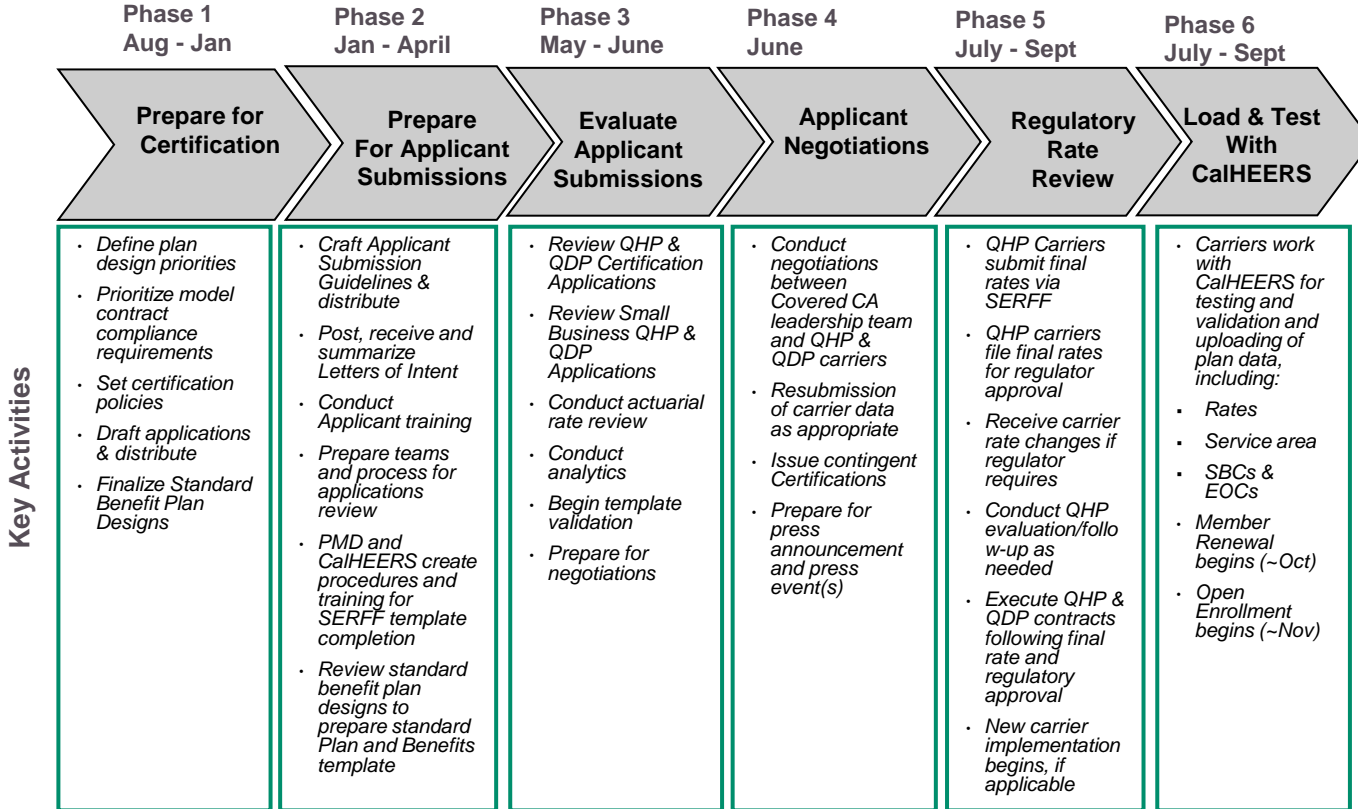 Phase 1
Aug - Jan
Phase 2
Jan - April
Phase 3
May - June
Phase 4
June
Phase 5
July - Sept
Phase 6
July - Sept
Prepare for
Certification
Prepare
For Applicant
Submissions
Evaluate
Applicant
Submissions
Applicant
Negotiations
Regulatory
Rate
Review
Load & Test
With
CalHEERS
Key Activities
• Define plan
design priorities
• Prioritize model
contract
compliance
requirements
• Set certification
policies
• Draft applications
& distribute
• Finalize Standard
Benefit Plan
Designs
• Craft Applicant
Submission
Guidelines &
distribute
• Post, receive and
summarize
Letters of Intent
• Conduct
Applicant training
• Prepare teams
and process for
applications
review
• PMD and
CalHEERS create
procedures and
training for
SERFF template
completion
• Review standard
benefit plan
designs to
prepare standard
Plan and Benefits
template
• Review QHP &
QDP Certification
Applications
• Review Small
Business QHP &
QDP
Applications
• Conduct actuarial
rate review
• Conduct
analytics
• Begin template
validation
• Prepare for
negotiations
• Conduct
negotiations
between
Covered CA
leadership team
and QHP &
QDP carriers
• Resubmission
of carrier data
as appropriate
• Issue contingent
Certifications
• Prepare for
press
announcement
and press
event(s)
• QHP Carriers
submit final
rates via
SERFF
• QHP carriers
file final rates
for regulator
approval
• Receive carrier
rate changes if
regulator
requires
• Conduct QHP
evaluation/follo
w-up as
needed
• Execute QHP &
QDP contracts
following final
rate and
regulatory
approval
• New carrier
implementation
begins, if
applicable
• Carriers work
with
CalHEERS for
testing and
validation and
uploading of
plan data,
including:
▪ Rates
▪ Service area
▪ SBCs &
EOCs
• Member
Renewal
begins (~Oct)
• Open
Enrollment
begins (~Nov)